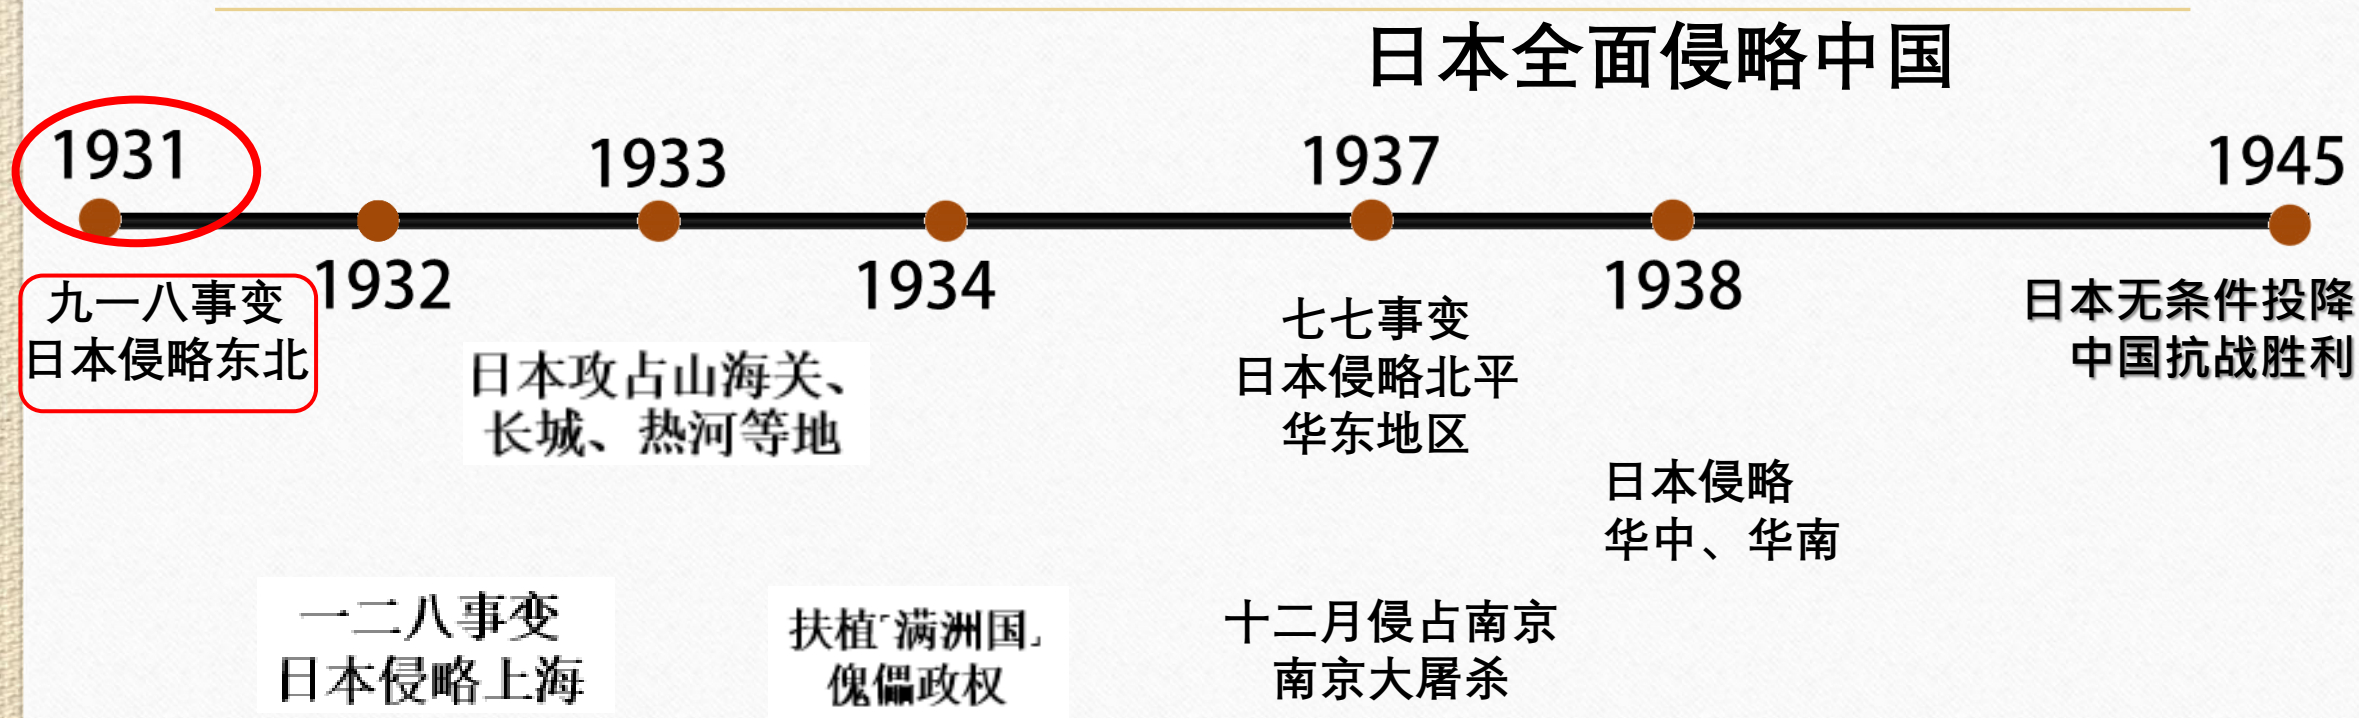 日本全面侵略中国
1931
1933
1937
1945
1932
1934
1938
九一八事变
日本侵略东北
日本攻占山海关、
长城、热河等地
七七事变
日本侵略北平
华东地区
日本无条件投降
中国抗战胜利
日本侵略
华中、华南
一二八事变
日本侵略上海
扶植「满洲国」
傀儡政权
十二月侵占南京
南京大屠杀